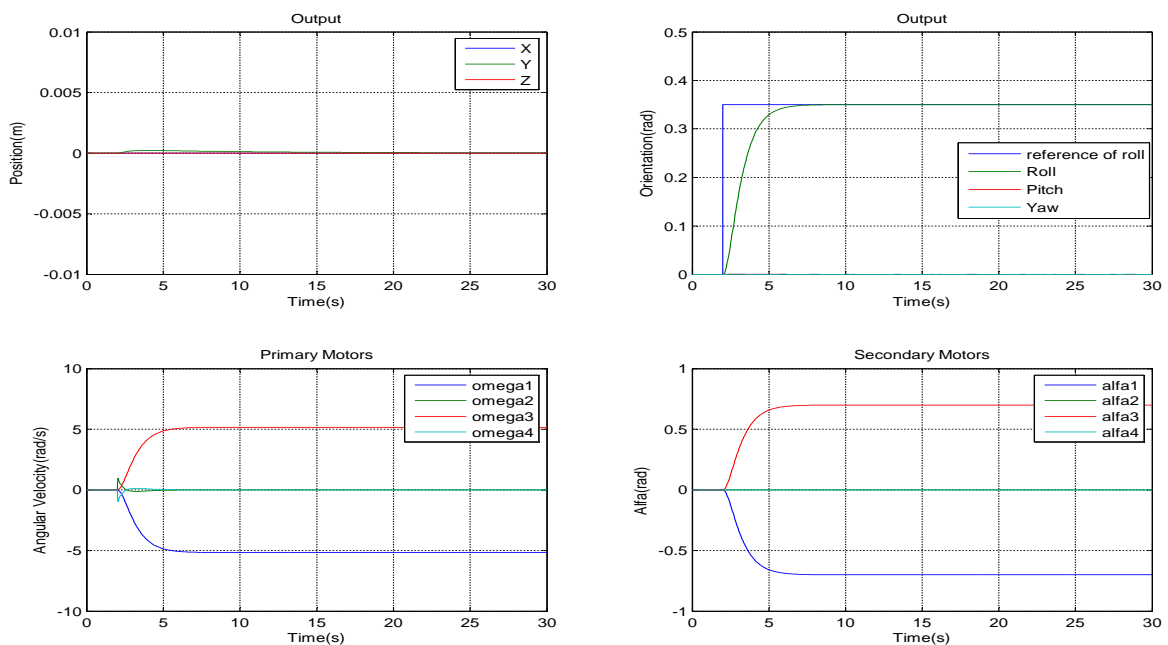 Output
0.01
0.005
0
-0.005
-0.01
Position(m)
0 5 10 15 20 25 30
Time(s)
X
Y
Z
Output
0.5
0.4
0.3
0.2
0.1
0
Orientation(rad)
0 5 10 15 20 25 30
Time(s)
reference of roll
Roll
Pitch
Yaw
Primary Motors
10
5
0
-5
-10
Angular Velocity(rad/s)
0 5 10 15 20 25 30
Time(s)
omega1
omega2
omega3
omega4
Secondary Motors
1
0.5
0
-0.5
-1
Alfa(rad)
0 5 10 15 20 25 30
Time(s)
alfa1
alfa2
alfa3
alfa4